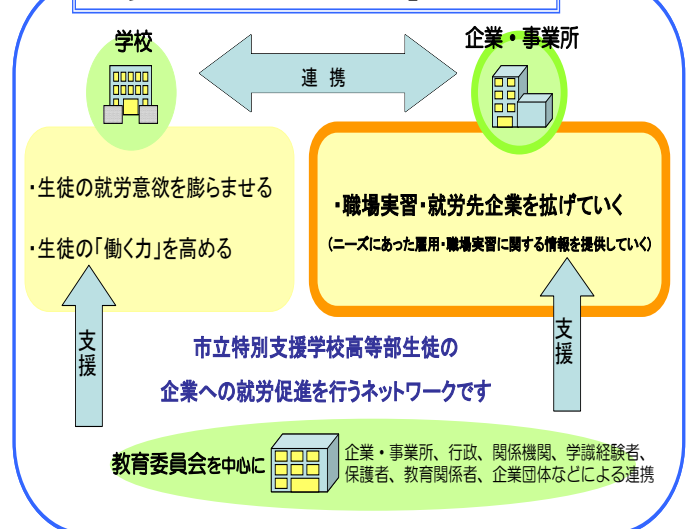 学校
企業・事業所
連 携
・生徒の就労意欲を膨らませる
・生徒の「働く力」を高める
・職場実習・就労先企業を拡げていく
(ニーズにあった雇用・職場実習に関する情報を提供していく)
支援
支援
市立特別支援学校高等部生徒の
企業への就労促進を行うネットワークです
教育委員会を中心に
企業・事業所、行政、関係機関、学識経験者、
保護者、教育関係者、企業団体などによる連携